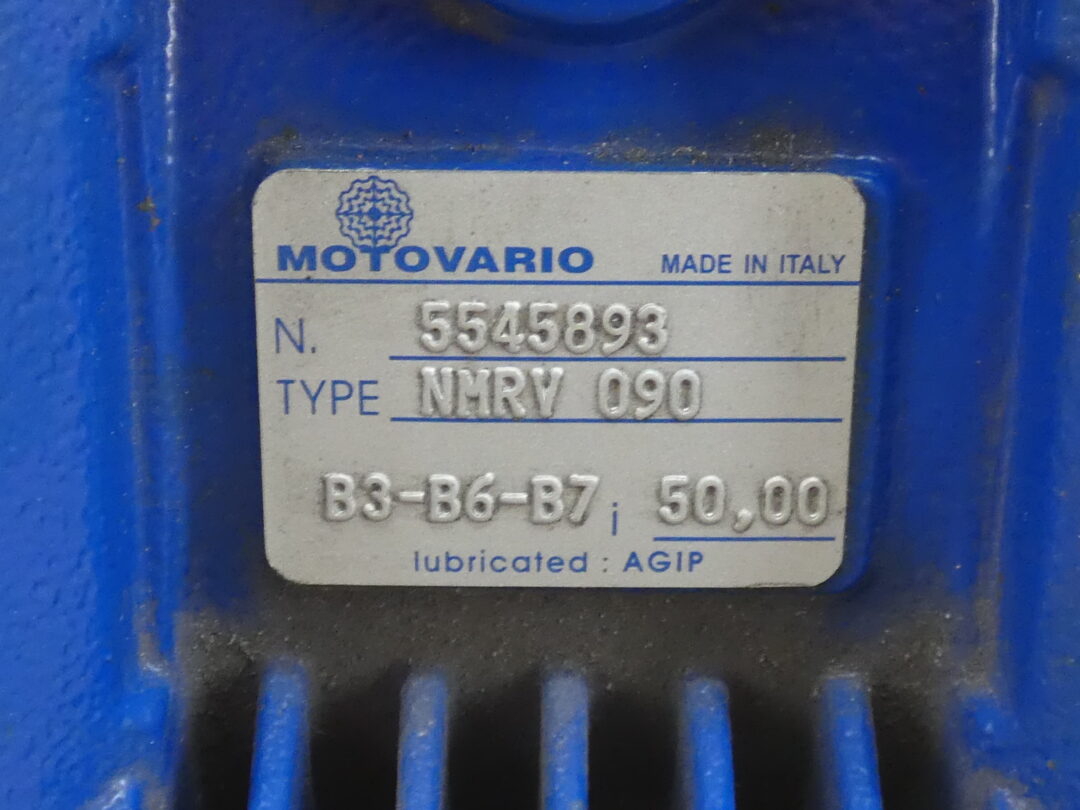 MOTOVARIO MADE IN ITALY
N. 5545893
TYPE NMRV 090
B3-B6-B7 i 50,00
lubricated : AGIP